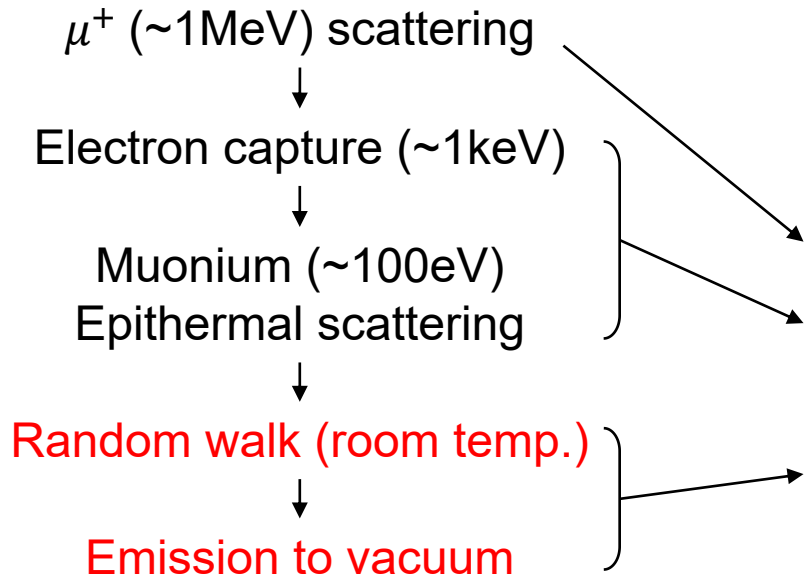 μ⁺ (~1MeV) scattering
Electron capture (~1keV)
Muonium (~100eV)
Epithermal scattering
Random walk (room temp.)
Emission to vacuum